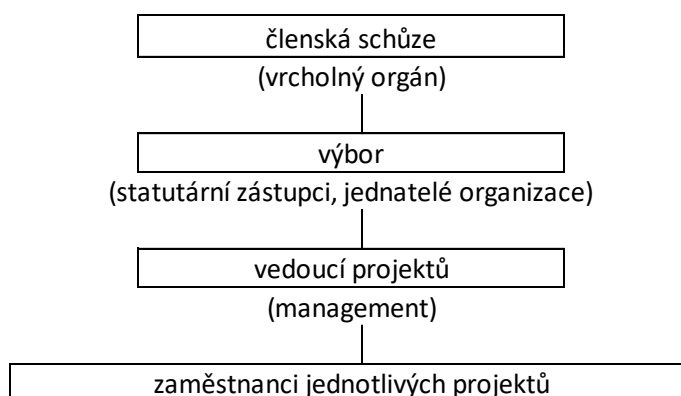 členská schůze
(vrcholný orgán)
výbor
(statutární zástupci, jednatelé organizace)
vedoucí projektů
(management)
zaměstnanci jednotlivých projektů